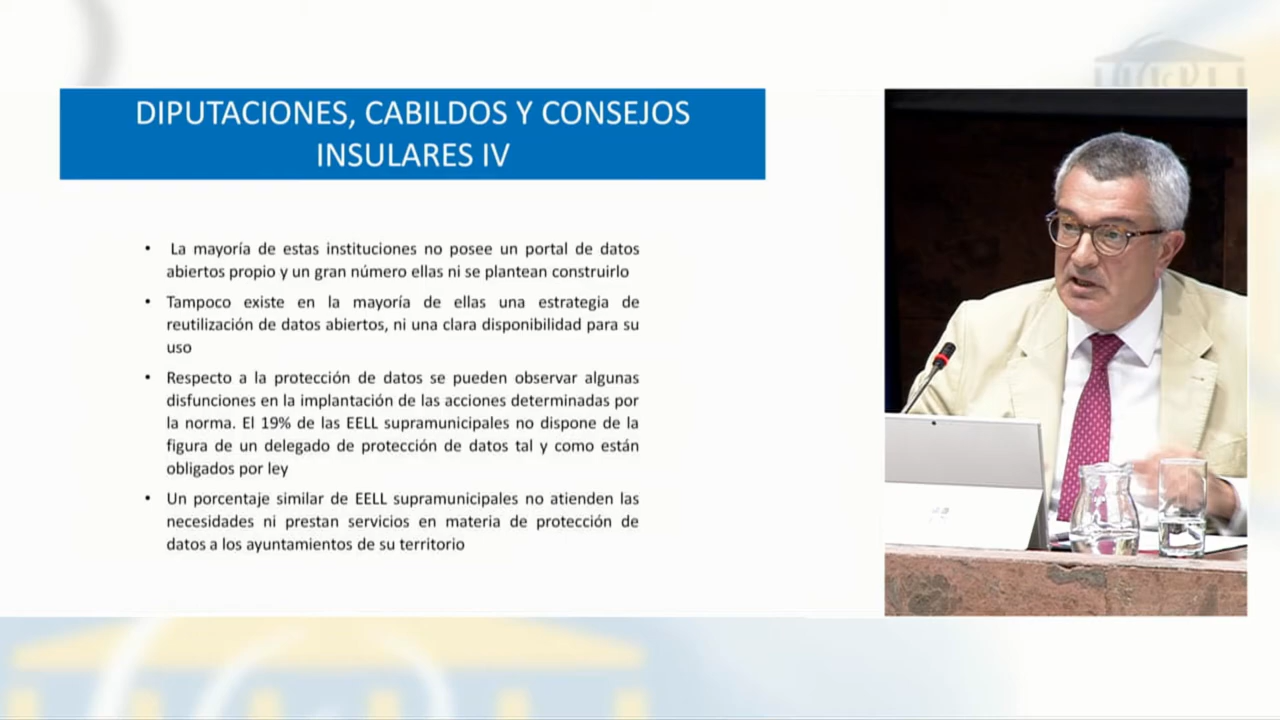 DIPUTACIONES, CABILDOS Y CONSEJOS
INSULARES IV
• La mayoría de estas instituciones no posee un portal de datos
abiertos propio y un gran número ellas ni se plantean construirlo
• Tampoco existe en la mayoría de ellas una estrategia de
reutilización de datos abiertos, ni una clara disponibilidad para su
uso
• Respecto a la protección de datos se pueden observar algunas
disfunciones en la implantación de las acciones determinadas por
la norma. El 19% de las EELL supramunicipales no dispone de la
figura de un delegado de protección de datos tal y como están
obligados por ley
• Un porcentaje similar de EELL supramunicipales no atienden las
necesidades ni prestan servicios en materia de protección de
datos a los ayuntamientos de su territorio